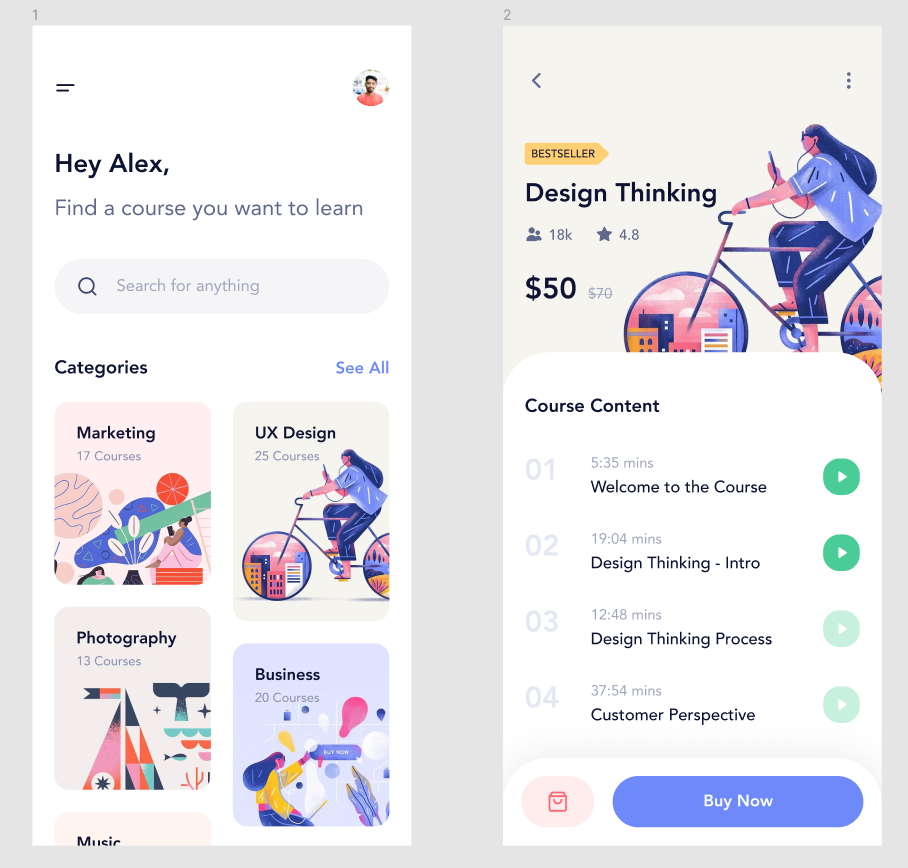 1
Hey Alex,
Find a course you want to learn
Search for anything
Categories
See All
Marketing
17 Courses
UX Design
25 Courses
Photography
13 Courses
Business
20 Courses
BUY NOW
Music
2
BESTSELLER
Design Thinking
18k
4.8
$50
$70
Course Content
01
5:35 mins
Welcome to the Course
02
19:04 mins
Design Thinking - Intro
03
12:48 mins
Design Thinking Process
04
37:54 mins
Customer Perspective
Buy Now